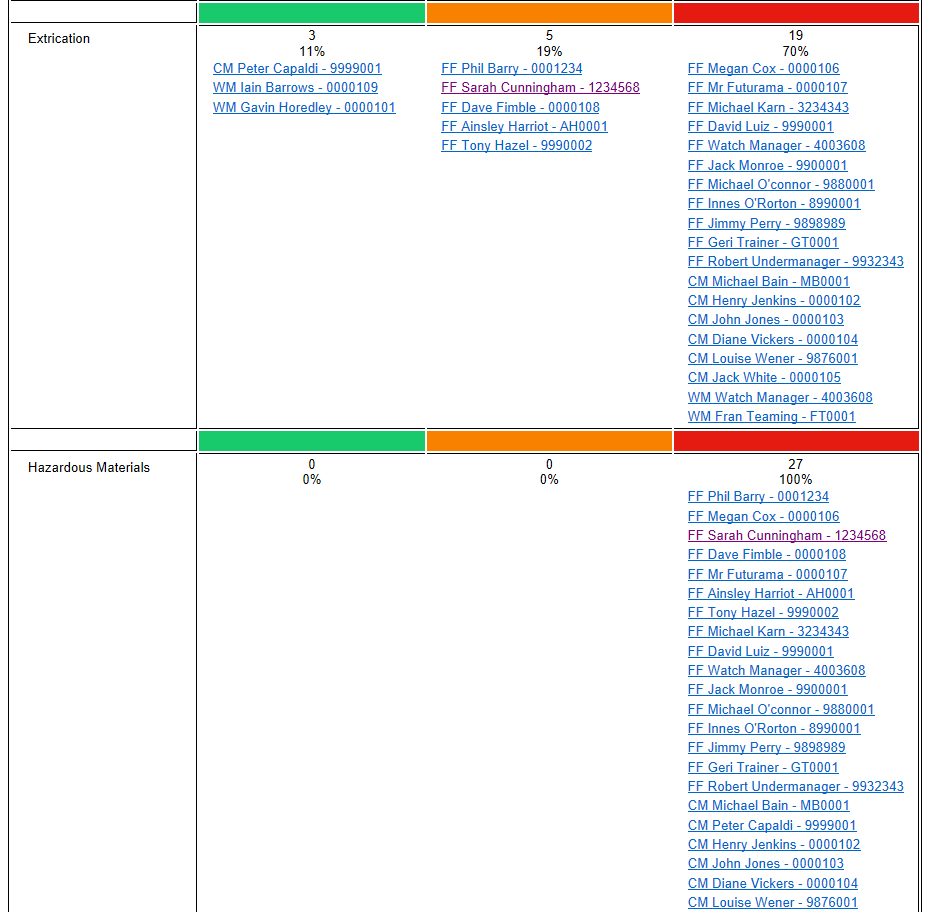 Extrication
3
11%
CM Peter Capaldi - 9999001
WM Iain Barrows - 0000109
WM Gavin Horedley - 0000101
5
19%
FF Phil Barry - 0001234
FF Sarah Cunningham - 1234568
FF Dave Fimble - 0000108
FF Ainsley Harriot - AH0001
FF Tony Hazel - 9990002
19
70%
FF Megan Cox - 0000106
FF Mr Futurama - 0000107
FF Michael Karn - 3234343
FF David Luiz - 9990001
FF Watch Manager - 4003608
FF Jack Monroe - 9900001
FF Michael O'connor - 9880001
FF Innes O'Rorton - 8990001
FF Jimmy Perry - 9898989
FF Geri Trainer - GT0001
FF Robert Undermanager - 9932343
CM Michael Bain - MB0001
CM Henry Jenkins - 0000102
CM John Jones - 0000103
CM Diane Vickers - 0000104
CM Louise Wener - 9876001
CM Jack White - 0000105
WM Watch Manager - 4003608
WM Fran Teaming - FT0001
Hazardous Materials
0
0%
0
0%
27
100%
FF Phil Barry - 0001234
FF Megan Cox - 0000106
FF Sarah Cunningham - 1234568
FF Dave Fimble - 0000108
FF Mr Futurama - 0000107
FF Ainsley Harriot - AH0001
FF Tony Hazel - 9990002
FF Michael Karn - 3234343
FF David Luiz - 9990001
FF Watch Manager - 4003608
FF Jack Monroe - 9900001
FF Michael O'connor - 9880001
FF Innes O'Rorton - 8990001
FF Jimmy Perry - 9898989
FF Geri Trainer - GT0001
FF Robert Undermanager - 9932343
CM Michael Bain - MB0001
CM Peter Capaldi - 9999001
CM Henry Jenkins - 0000102
CM John Jones - 0000103
CM Diane Vickers - 0000104
CM Louise Wener - 9876001